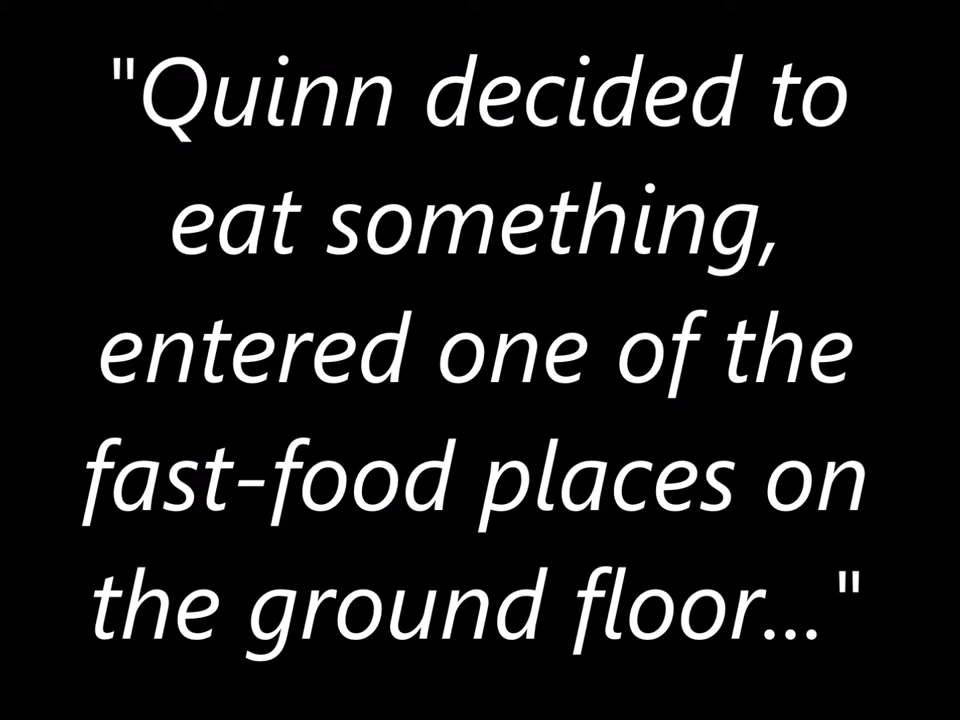 "Quinn decided to
eat something,
entered one of the
fast-food places on
the ground floor..."